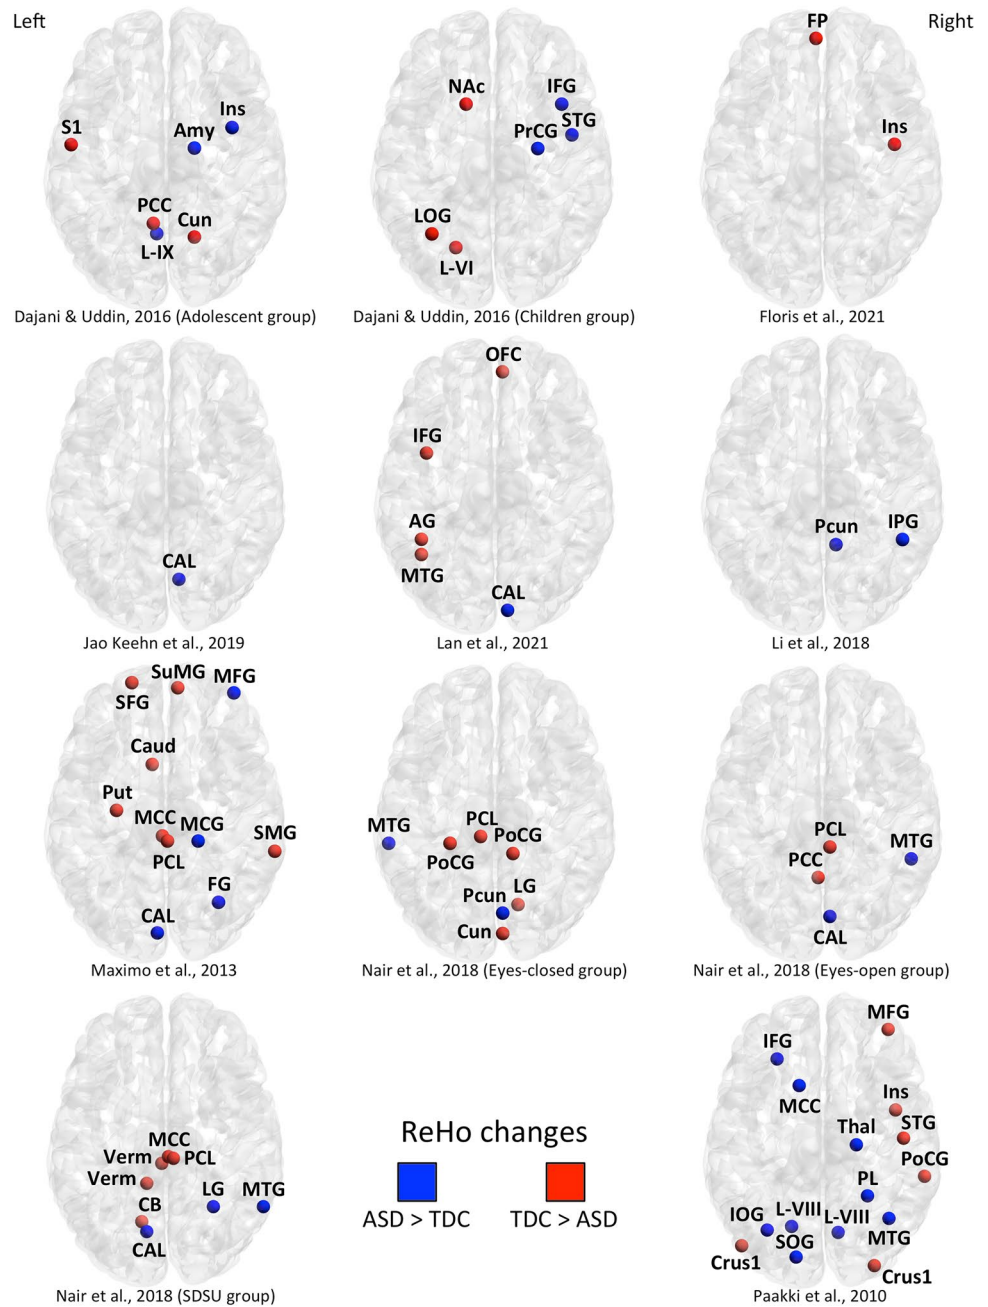 Left
Right
S1
Ins
Amy
PCC
Cun
L-IX
Dajani & Uddin, 2016 (Adolescent group)
NAc
IFG
STG
PrCG
LOG
L-VI
Dajani & Uddin, 2016 (Children group)
FP
Ins
Floris et al., 2021
CAL
Jao Keehn et al., 2019
OFC
IFG
AG
MTG
CAL
Lan et al., 2021
Pcun
IPG
Li et al., 2018
SuMG
MFG
SFG
Caud
Put
MCC
MCG
SMG
PCL
FG
CAL
Maximo et al., 2013
MTG
PCL
PoCG
PoCG
Pcun
LG
Cun
Nair et al., 2018 (Eyes-closed group)
PCL
MTG
PCC
CAL
Nair et al., 2018 (Eyes-open group)
MCC
Verm
PCL
Verm
CB
LG
MTG
CAL
Nair et al., 2018 (SDSU group)
ReHo changes
ASD > TDC
TDC > ASD
MFG
IFG
MCC
Ins
Thal
STG
PoCG
PL
IOG
L-VIII
L-VIII
MTG
SOG
Crus1
Crus1
Paakki et al., 2010